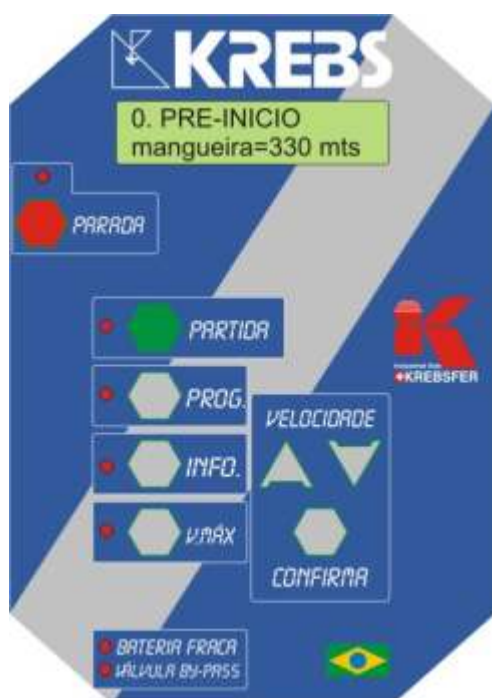 KREBS
0. PRE-INICIO
mangueira=330 mts
PARADA
PARTIDA
PROG.
INFO.
V.MÁX
VELOCIDADE
CONFIRMA
KREBSFER
BATERIA FRACA
VÁLVULA BY-PASS